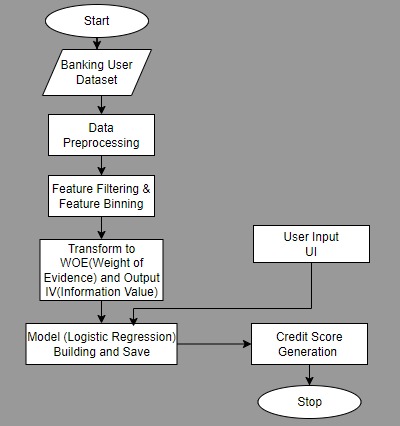 Start
Banking User
Dataset
Data
Preprocessing
Feature Filtering &
Feature Binning
Transform to
WOE(Weight of
Evidence) and Output
IV(Information Value)
User Input
UI
Model (Logistic Regression)
Building and Save
Credit Score
Generation
Stop